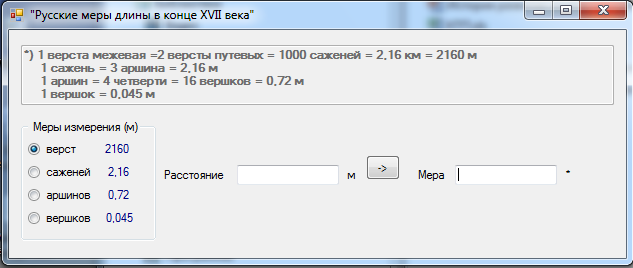 "Русские меры длины в конце XVII века"
*) 1 верста межевая =2 версты путевых = 1000 саженей = 2,16 км = 2160 м
1 сажень = 3 аршина = 2,16 м
1 аршин = 4 четверти = 16 вершков = 0,72 м
1 вершок = 0,045 м
Меры измерения (м)
верст 2160
саженей 2,16
аршинов 0,72
вершков 0,045
Расстояние м -> Мера *